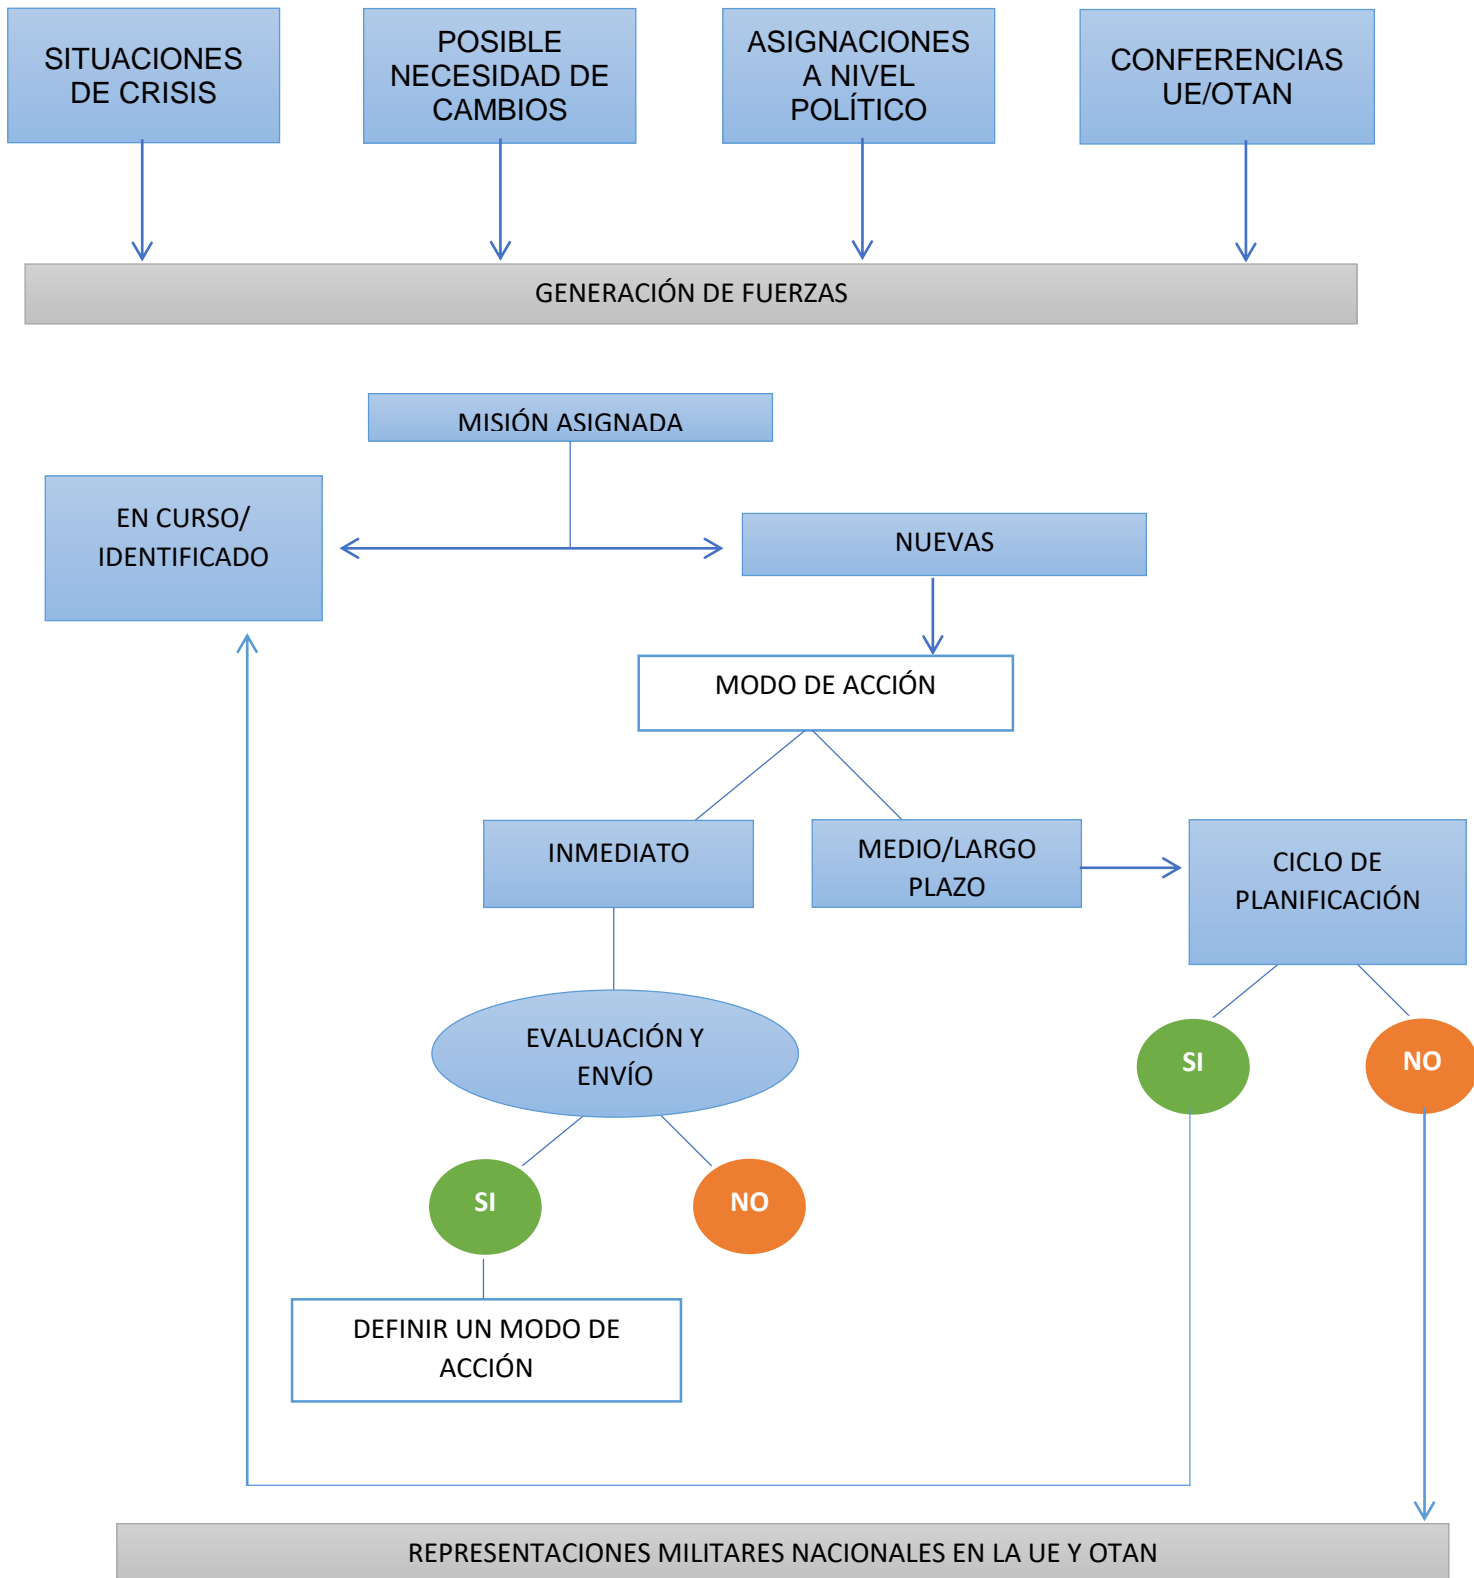 SITUACIONES
DE CRISIS
POSIBLE
NECESIDAD DE
CAMBIOS
ASIGNACIONES
A NIVEL
POLÍTICO
CONFERENCIAS
UE/OTAN
GENERACIÓN DE FUERZAS
MISIÓN ASIGNADA
EN CURSO/
IDENTIFICADO
NUEVAS
MODO DE ACCIÓN
INMEDIATO
MEDIO/LARGO
PLAZO
CICLO DE
PLANIFICACIÓN
EVALUACIÓN Y
ENVÍO
SI
NO
SI
NO
DEFINIR UN MODO DE
ACCIÓN
REPRESENTACIONES MILITARES NACIONALES EN LA UE Y OTAN